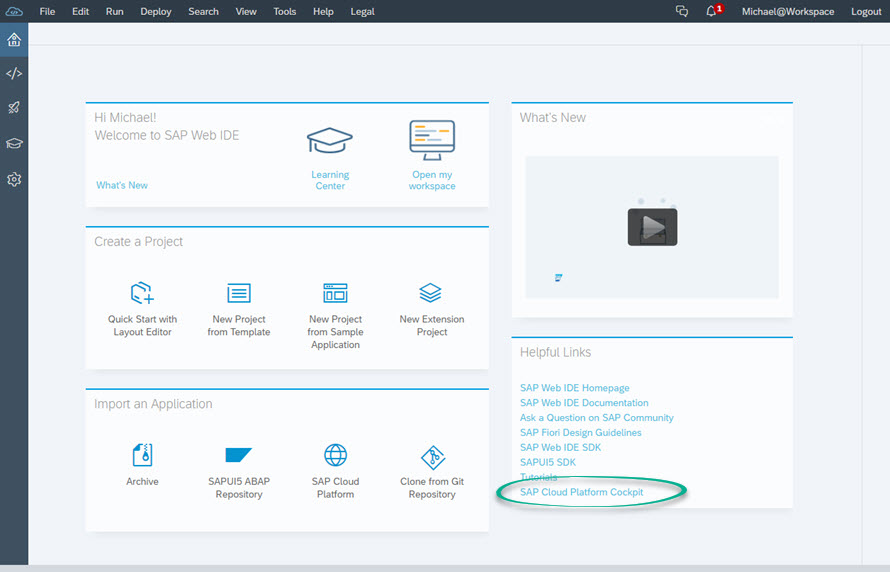 File Edit Run Deploy Search View Tools Help Legal 1 Michael@Workspace Logout
Hi Michael!
Welcome to SAP Web IDE
What's New
Learning
Center
Open my
workspace
Create a Project
Quick Start with
Layout Editor
New Project
from Template
New Project
from Sample
Application
New Extension
Project
Import an Application
Archive
SAPUI5 ABAP
Repository
SAP Cloud
Platform
Clone from Git
Repository
What's New
Helpful Links
SAP Web IDE Homepage
SAP Web IDE Documentation
Ask a Question on SAP Community
SAP Fiori Design Guidelines
SAP Web IDE SDK
SAPUI5 SDK
Tutorials
SAP Cloud Platform Cockpit